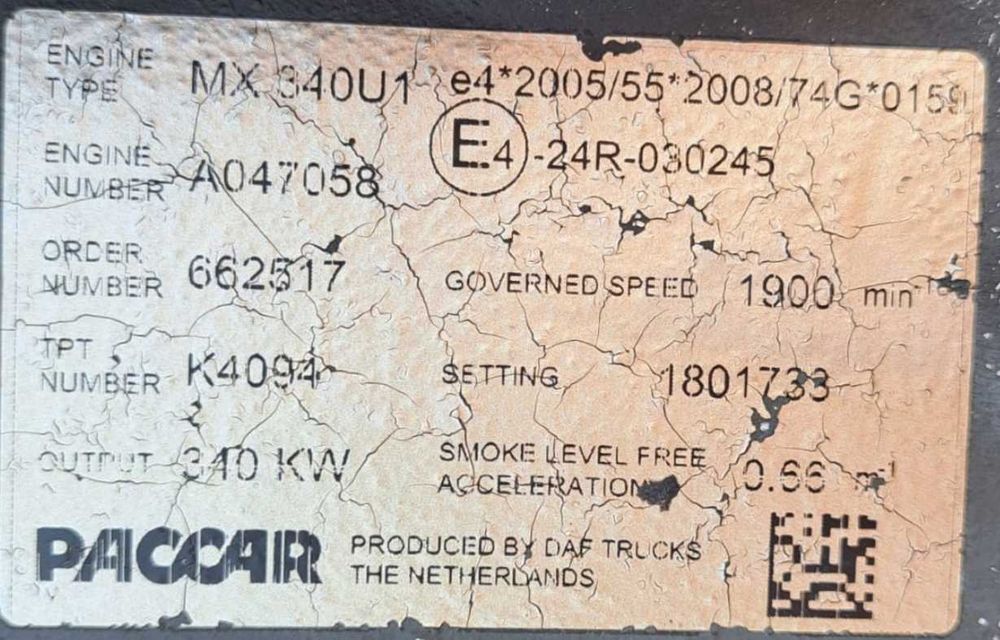 ENGINE TYPE MX 340U1 e4*2005/55*2008/74G*0159
ENGINE NUMBER A047058 E4 -24R-030245
ORDER NUMBER 662517 GOVERNED SPEED 1900 min-1
TPT NUMBER K4094 SETTING 1801733
OUTPUT 340 KW SMOKE LEVEL FREE ACCELERATION 0.66 m-1
PACCAR PRODUCED BY DAF TRUCKS
THE NETHERLANDS